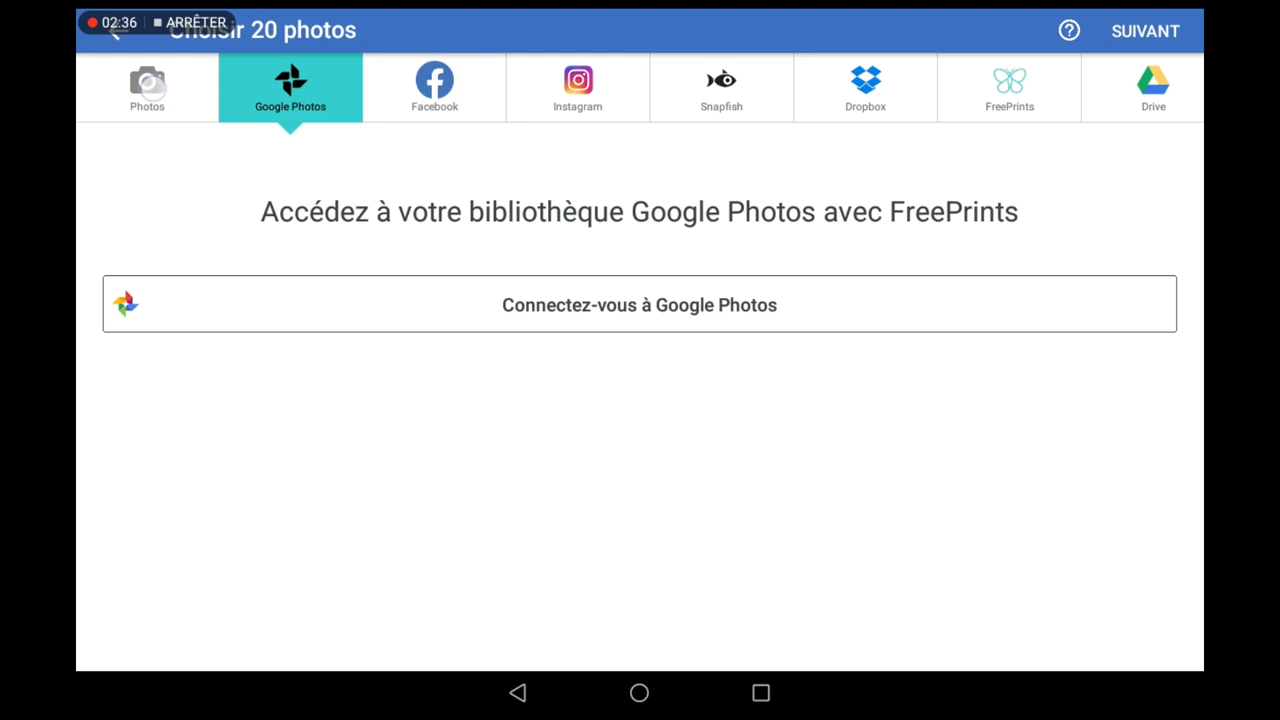 02:36 ARRÊTER
Choisir 20 photos
SUIVANT
Photos
Google Photos
Facebook
Instagram
Snapfish
Dropbox
FreePrints
Drive
Accédez à votre bibliothèque Google Photos avec FreePrints
Connectez-vous à Google Photos